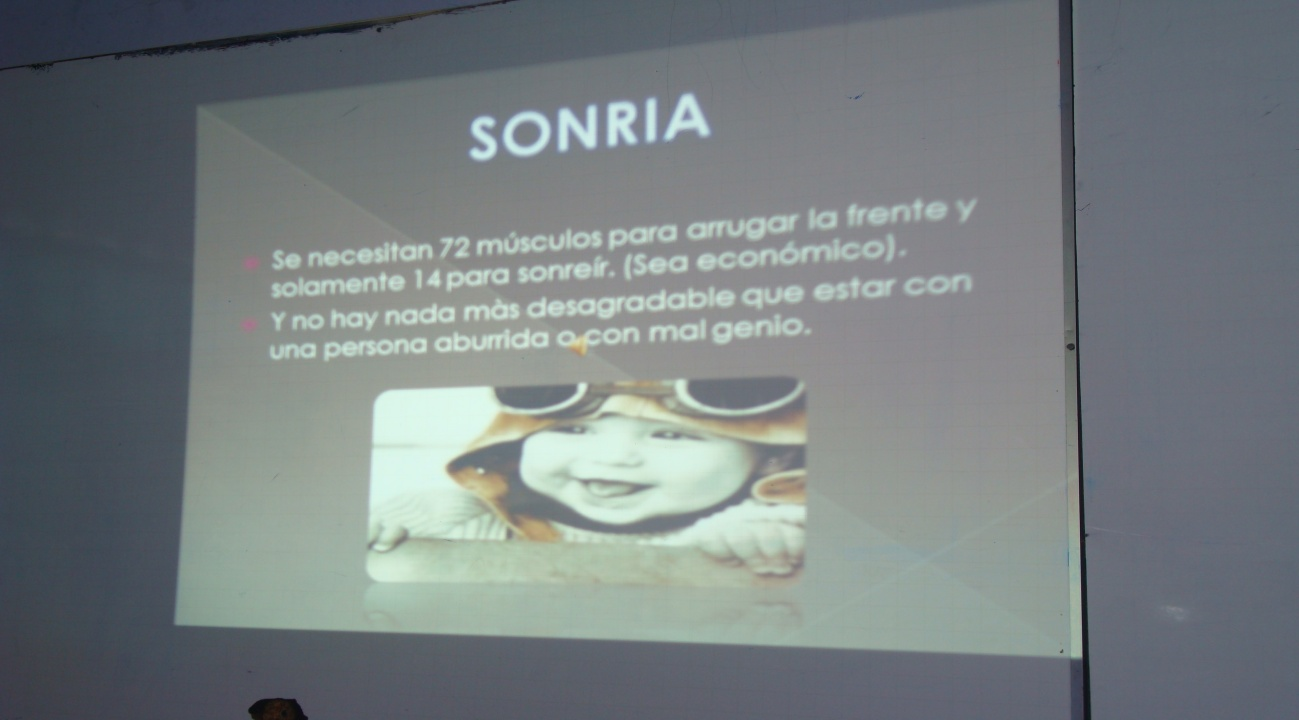 SONRIA
Se necesitan 72 músculos para arrugar la frente y
solamente 14 para sonreír. (Sea económico).
Y no hay nada màs desagradable que estar con
una persona aburrida o con mal genio.